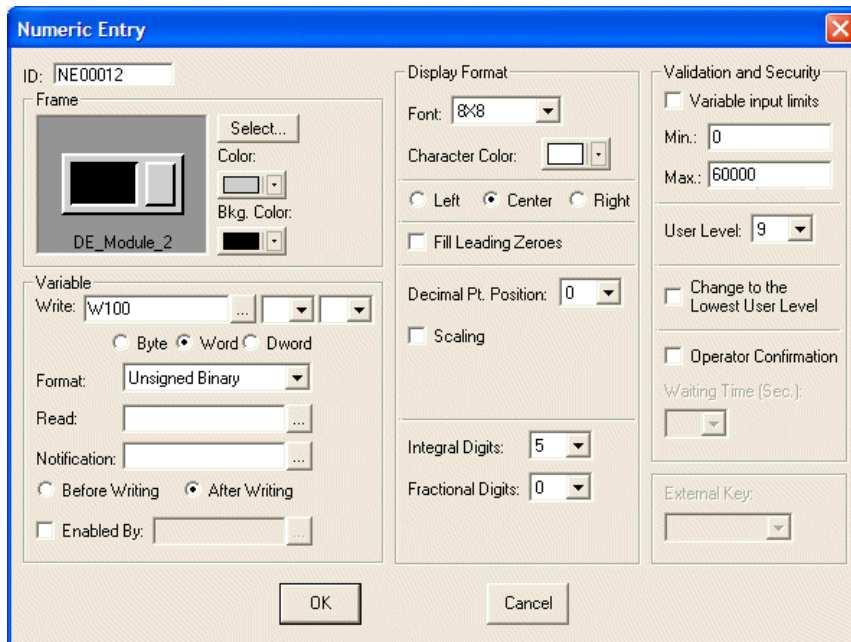 Numeric Entry
ID: NE00012
Frame
Select...
Color:
Bkg. Color:
DE_Module_2
Variable
Write: W100 ...
Byte Word Dword
Format: Unsigned Binary
Read: ...
Notification: ...
Before Writing After Writing
Enabled By: ...
Display Format
Font: 8X8
Character Color:
Left Center Right
Fill Leading Zeroes
Decimal Pt. Position: 0
Scaling
Integral Digits: 5
Fractional Digits: 0
Validation and Security
Variable input limits
Min.: 0
Max.: 60000
User Level: 9
Change to the
Lowest User Level
Operator Confirmation
Waiting Time (Sec.):
External Key:
OK Cancel